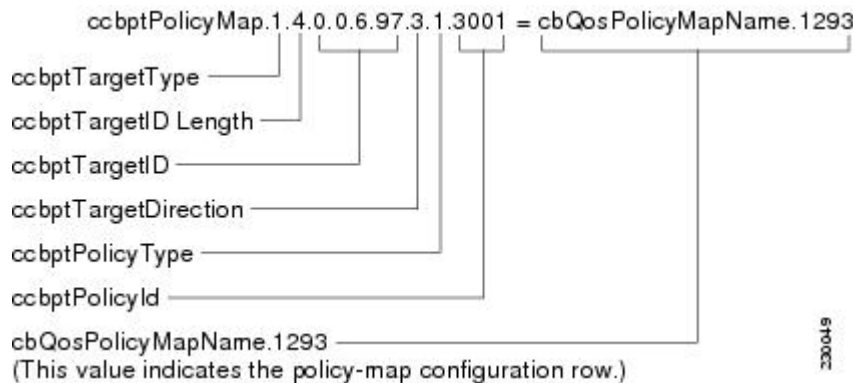 ccbptPolicyMap.1.4.0.0.6.97.3.1.3001 = cbQosPolicyMapName.1293
ccbptTargetType
ccbptTargetID Length
ccbptTargetID
ccbptTargetDirection
ccbptPolicyType
ccbptPolicyId
cbQosPolicyMapName.1293
(This value indicates the policy-map configuration row.)
230049